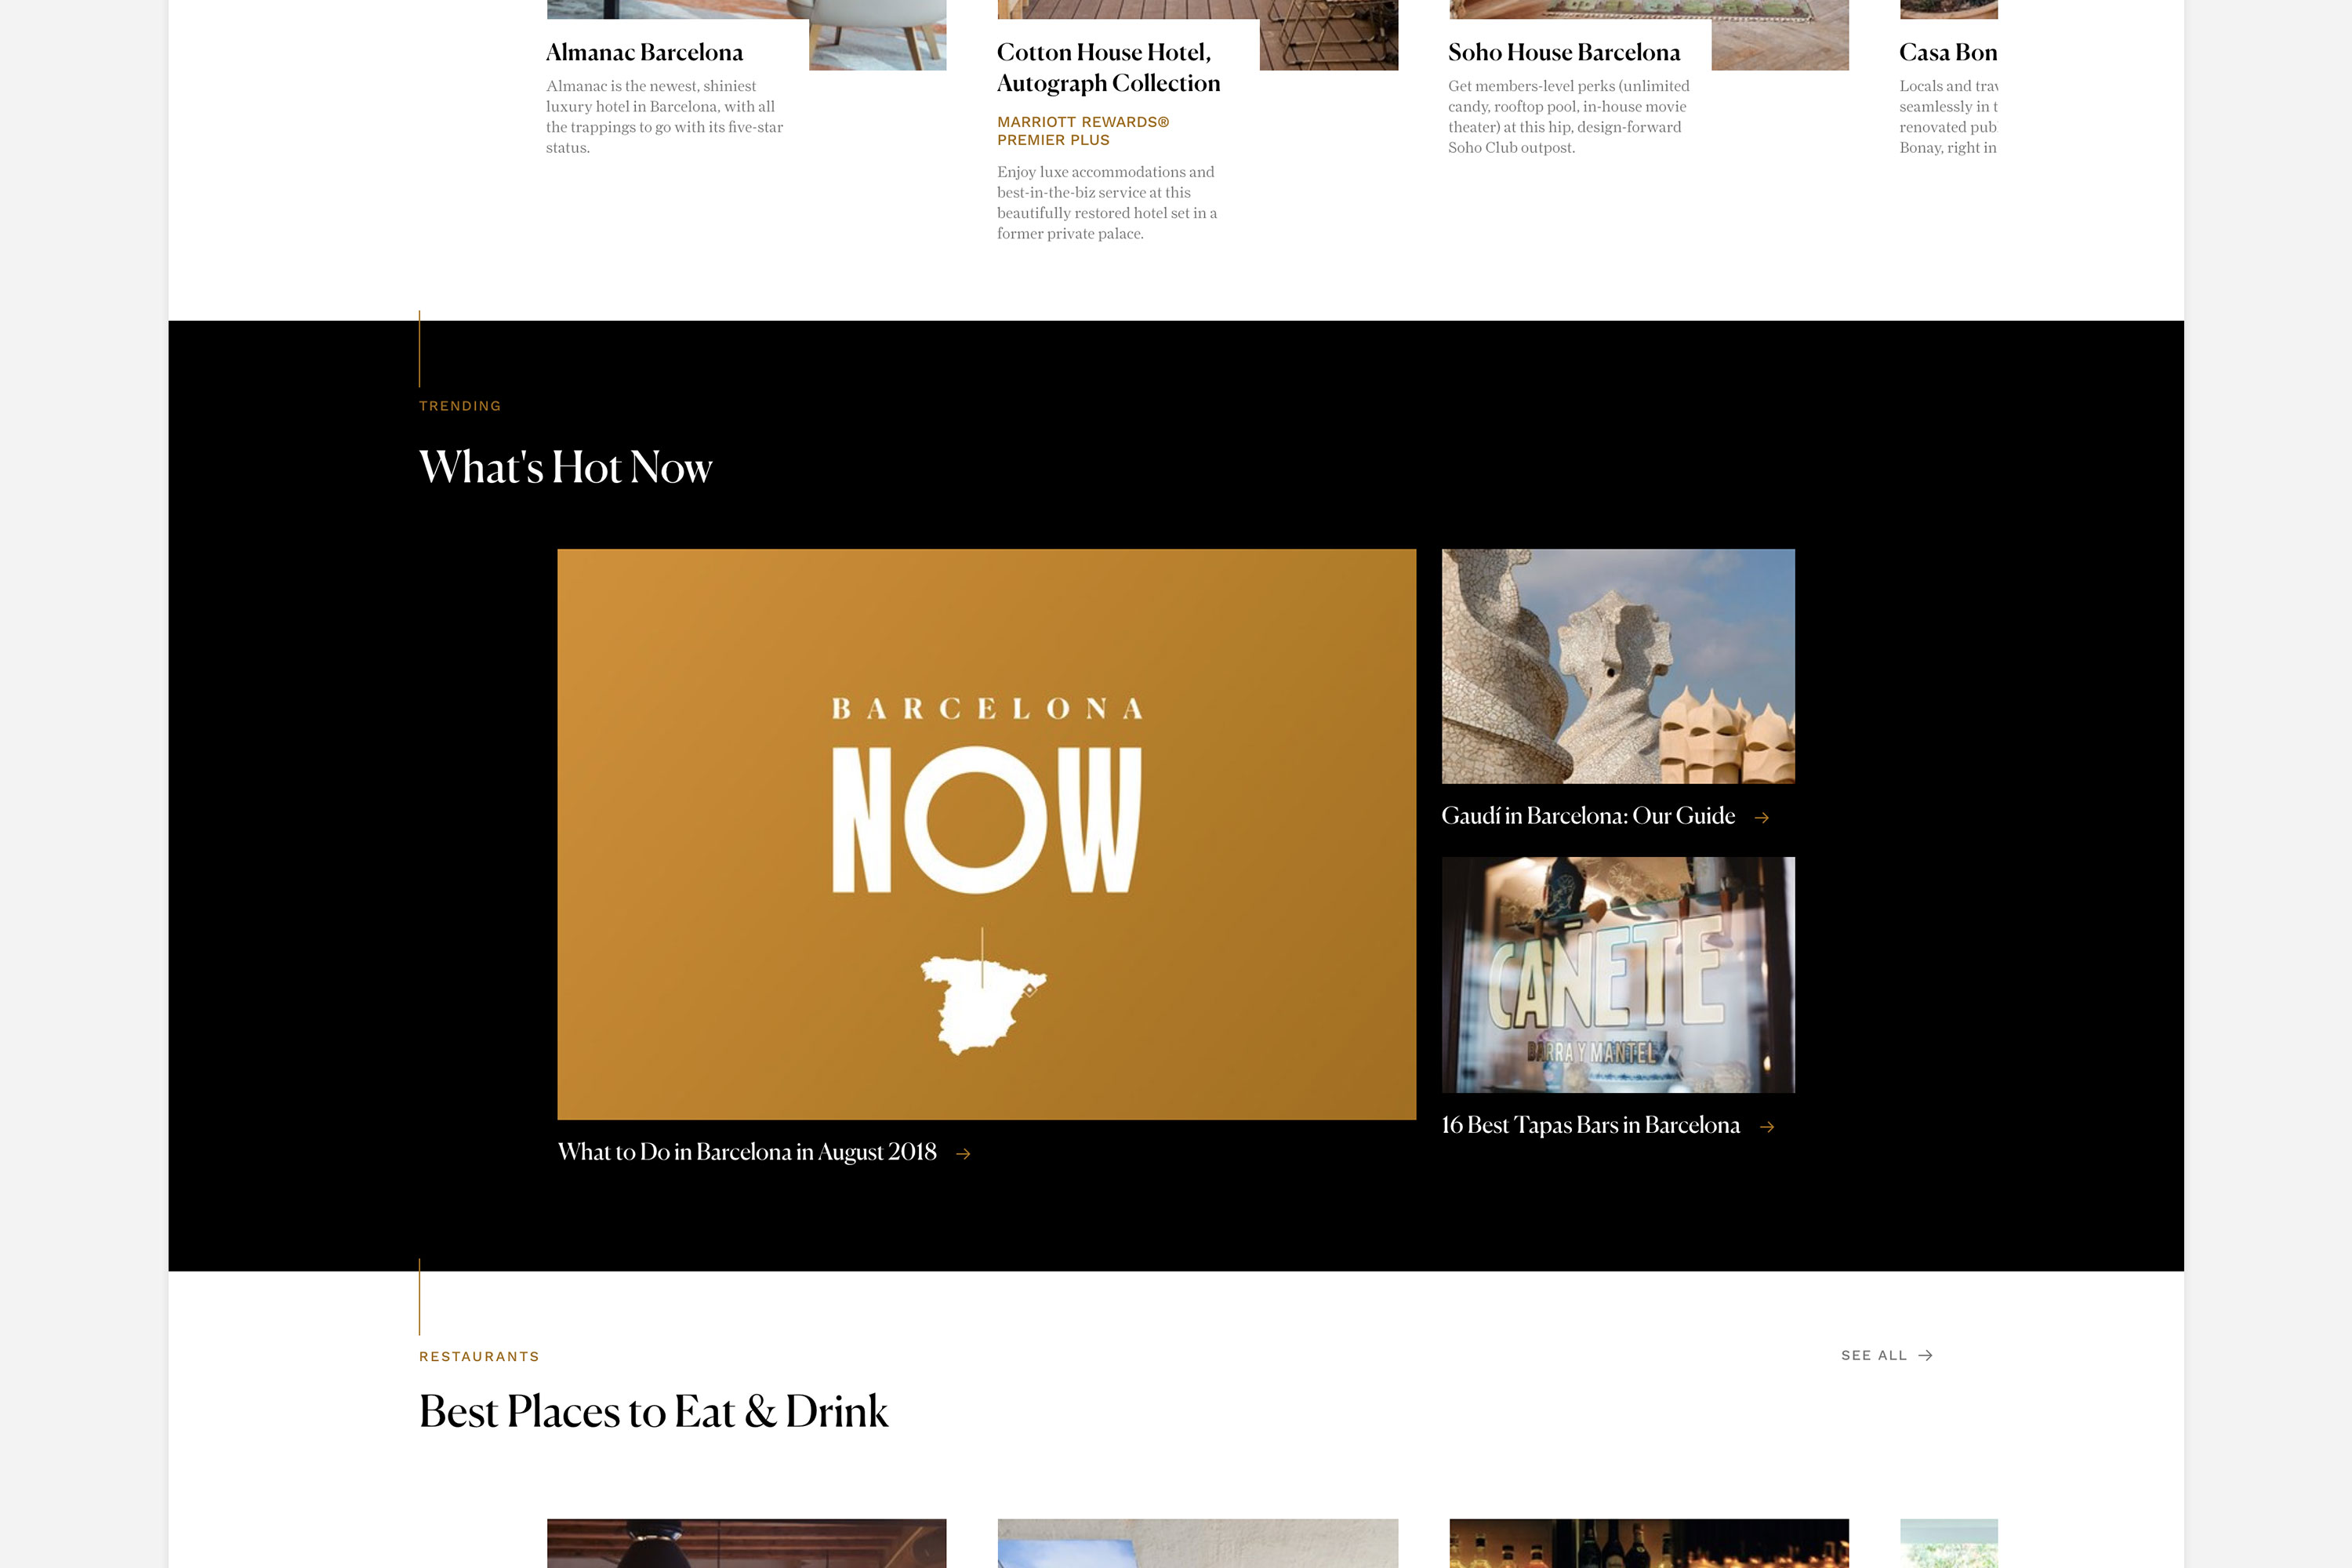 Almanac Barcelona
Almanac is the newest, shiniest
luxury hotel in Barcelona, with all
the trappings to go with its five-star
status.
Cotton House Hotel,
Autograph Collection
MARRIOTT REWARDS®
PREMIER PLUS
Enjoy luxe accommodations and
best-in-the-biz service at this
beautifully restored hotel set in a
former private palace.
Soho House Barcelona
Get members-level perks (unlimited
candy, rooftop pool, in-house movie
theater) at this hip, design-forward
Soho Club outpost.
Casa Bon
Locals and trav
seamlessly in t
renovated pub
Bonay, right in
TRENDING
What's Hot Now
BARCELONA
NOW
What to Do in Barcelona in August 2018
Gaudí in Barcelona: Our Guide
CAÑETE
BARRA Y MANTEL
16 Best Tapas Bars in Barcelona
RESTAURANTS
SEE ALL
Best Places to Eat & Drink